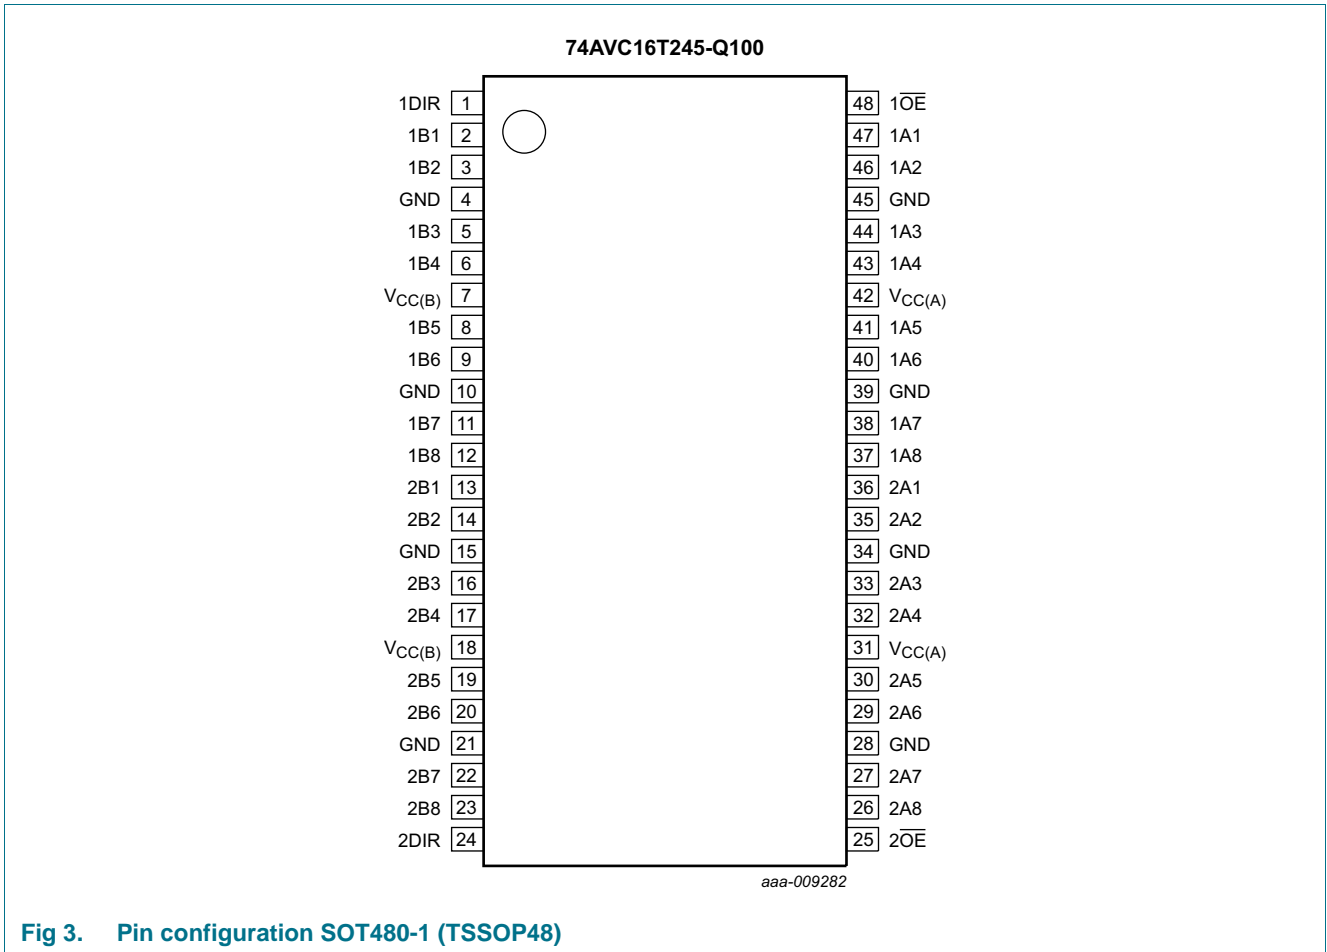 74AVC16T245-Q100
1DIR 1 48 1O̅E̅
1B1 2 47 1A1
1B2 3 46 1A2
GND 4 45 GND
1B3 5 44 1A3
1B4 6 43 1A4
VCC(B) 7 42 VCC(A)
1B5 8 41 1A5
1B6 9 40 1A6
GND 10 39 GND
1B7 11 38 1A7
1B8 12 37 1A8
2B1 13 36 2A1
2B2 14 35 2A2
GND 15 34 GND
2B3 16 33 2A3
2B4 17 32 2A4
VCC(B) 18 31 VCC(A)
2B5 19 30 2A5
2B6 20 29 2A6
GND 21 28 GND
2B7 22 27 2A7
2B8 23 26 2A8
2DIR 24 25 2O̅E̅
aaa-009282
Fig 3. Pin configuration SOT480-1 (TSSOP48)